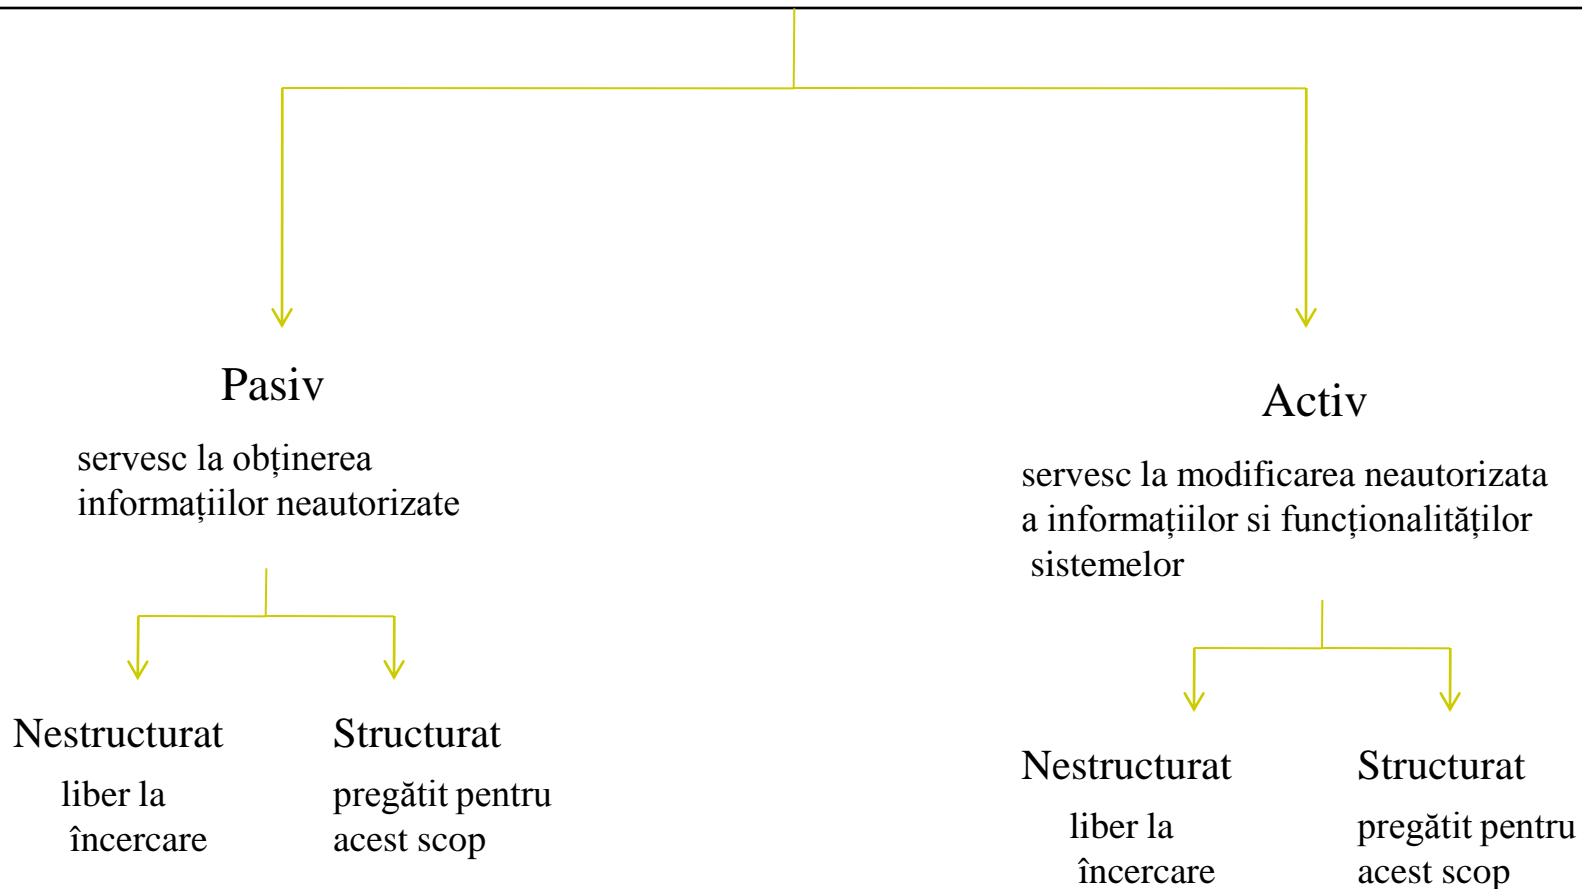 Pasiv
servesc la obținerea
informațiilor neautorizate
Nestructurat
liber la
încercare
Structurat
pregătit pentru
acest scop
Activ
servesc la modificarea neautorizata
a informațiilor si funcționalităților
sistemelor
Nestructurat
liber la
încercare
Structurat
pregătit pentru
acest scop